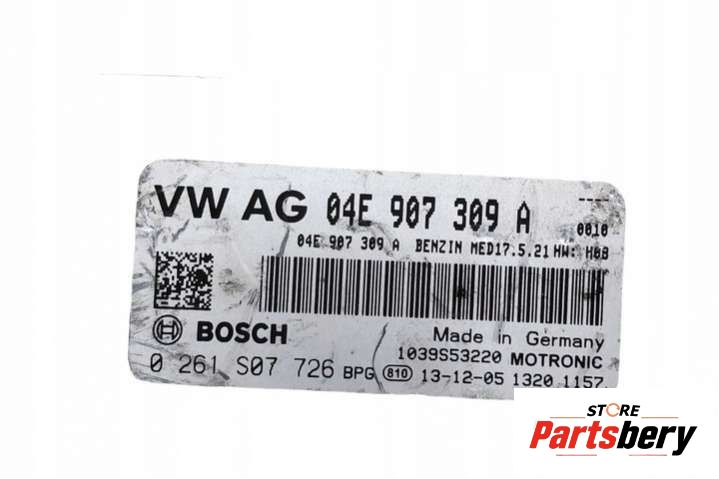 VW AG 04E 907 309 A
---- 0010
04E 907 309 A BENZIN MED17.5.21 HW: H03
BOSCH
Made in Germany
1039S53220 MOTRONIC
0 261 S07 726 BPG 810 13-12-05 1320 1157
STORE
Partsbery